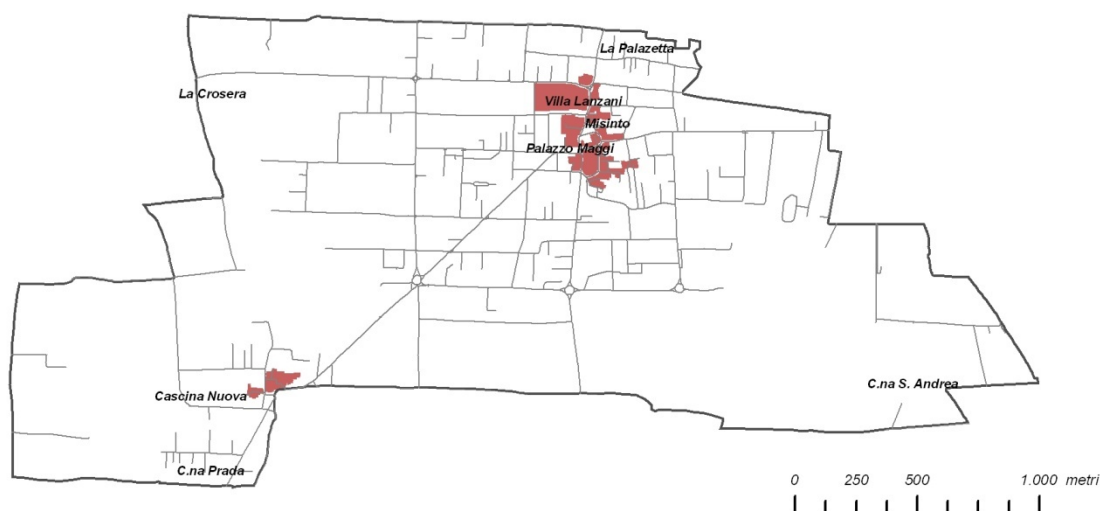 La Palazetta
La Crosera
Villa Lanzani
Misinto
Palazzo Maggi
C.na S. Andrea
Cascina Nuova
C.na Prada
0 250 500 1.000 metri